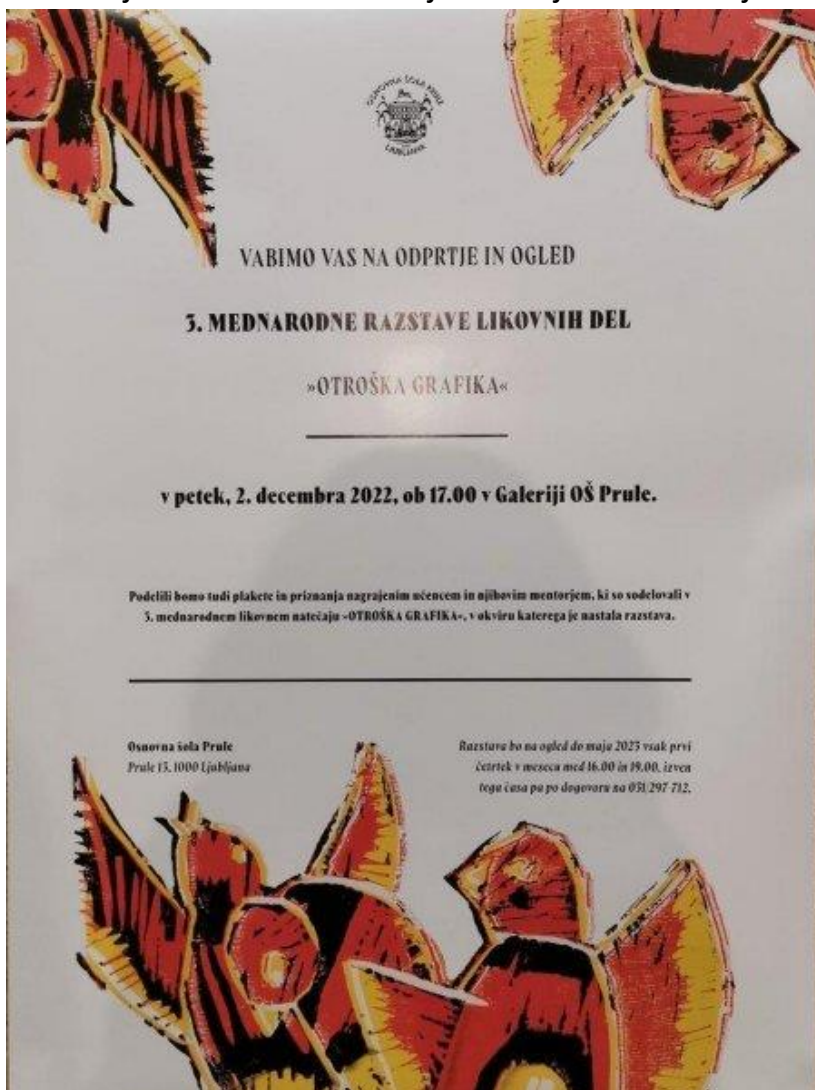 OSNOVNA ŠOLA PRULE
LJUBLJANA
VABIMO VAS NA ODPRTJE IN OGLED
3. MEDNARODNE RAZSTAVE LIKOVNIH DEL
»OTROŠKA GRAFIKA«
v petek, 2. decembra 2022, ob 17.00 v Galeriji OŠ Prule.
Podelili bomo tudi plakete in priznanja nagrajenim učencem in njihovim mentorjem, ki so sodelovali v
3. mednarodnem likovnem natečaju »OTROŠKA GRAFIKA«, v okviru katerega je nastala razstava.
Osnovna šola Prule
Prule 13, 1000 Ljubljana
Razstava bo na ogled do maja 2023 vsak prvi
četrtek v mesecu med 16.00 in 19.00, izven
tega časa pa po dogovoru na 031/297-712.